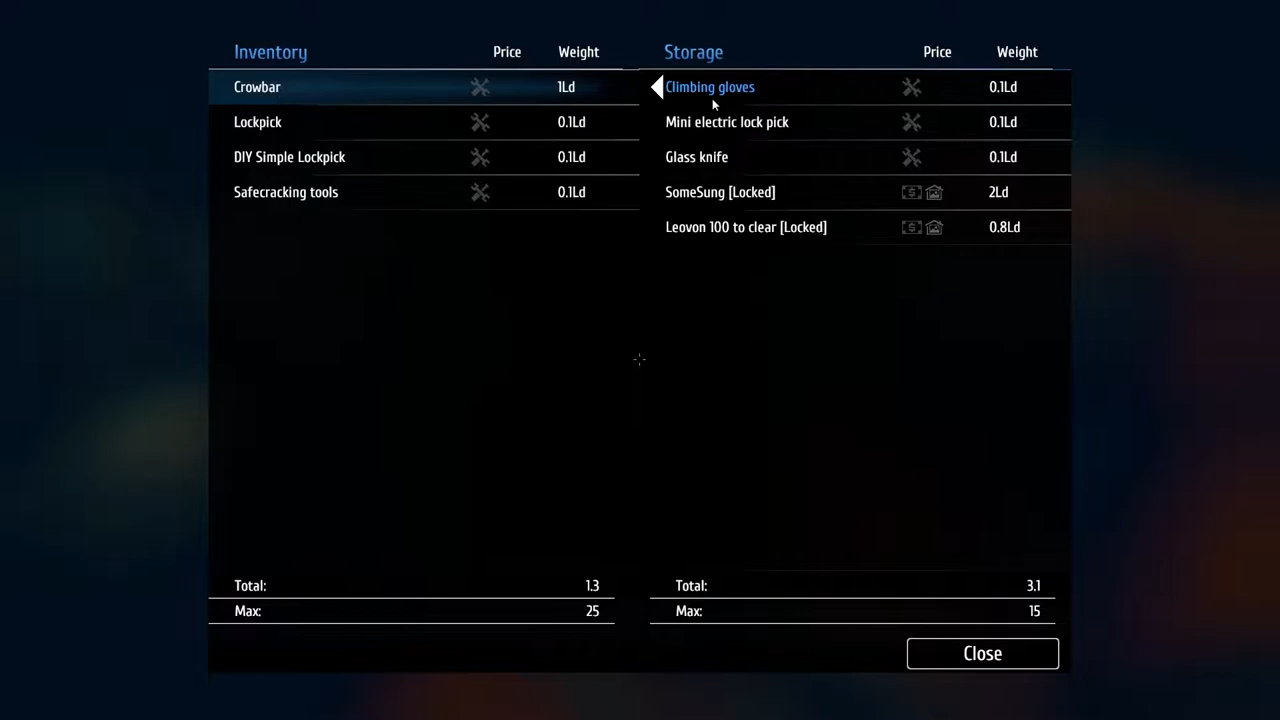 Inventory Price Weight Storage Price Weight
Crowbar 1Ld Climbing gloves 0.1Ld
Lockpick 0.1Ld Mini electric lock pick 0.1Ld
DIY Simple Lockpick 0.1Ld Glass knife 0.1Ld
Safecracking tools 0.1Ld SomeSung [Locked] 2Ld
Leovon 100 to clear [Locked] 0.8Ld
Total: 1.3 Total: 3.1
Max: 25 Max: 15
Close